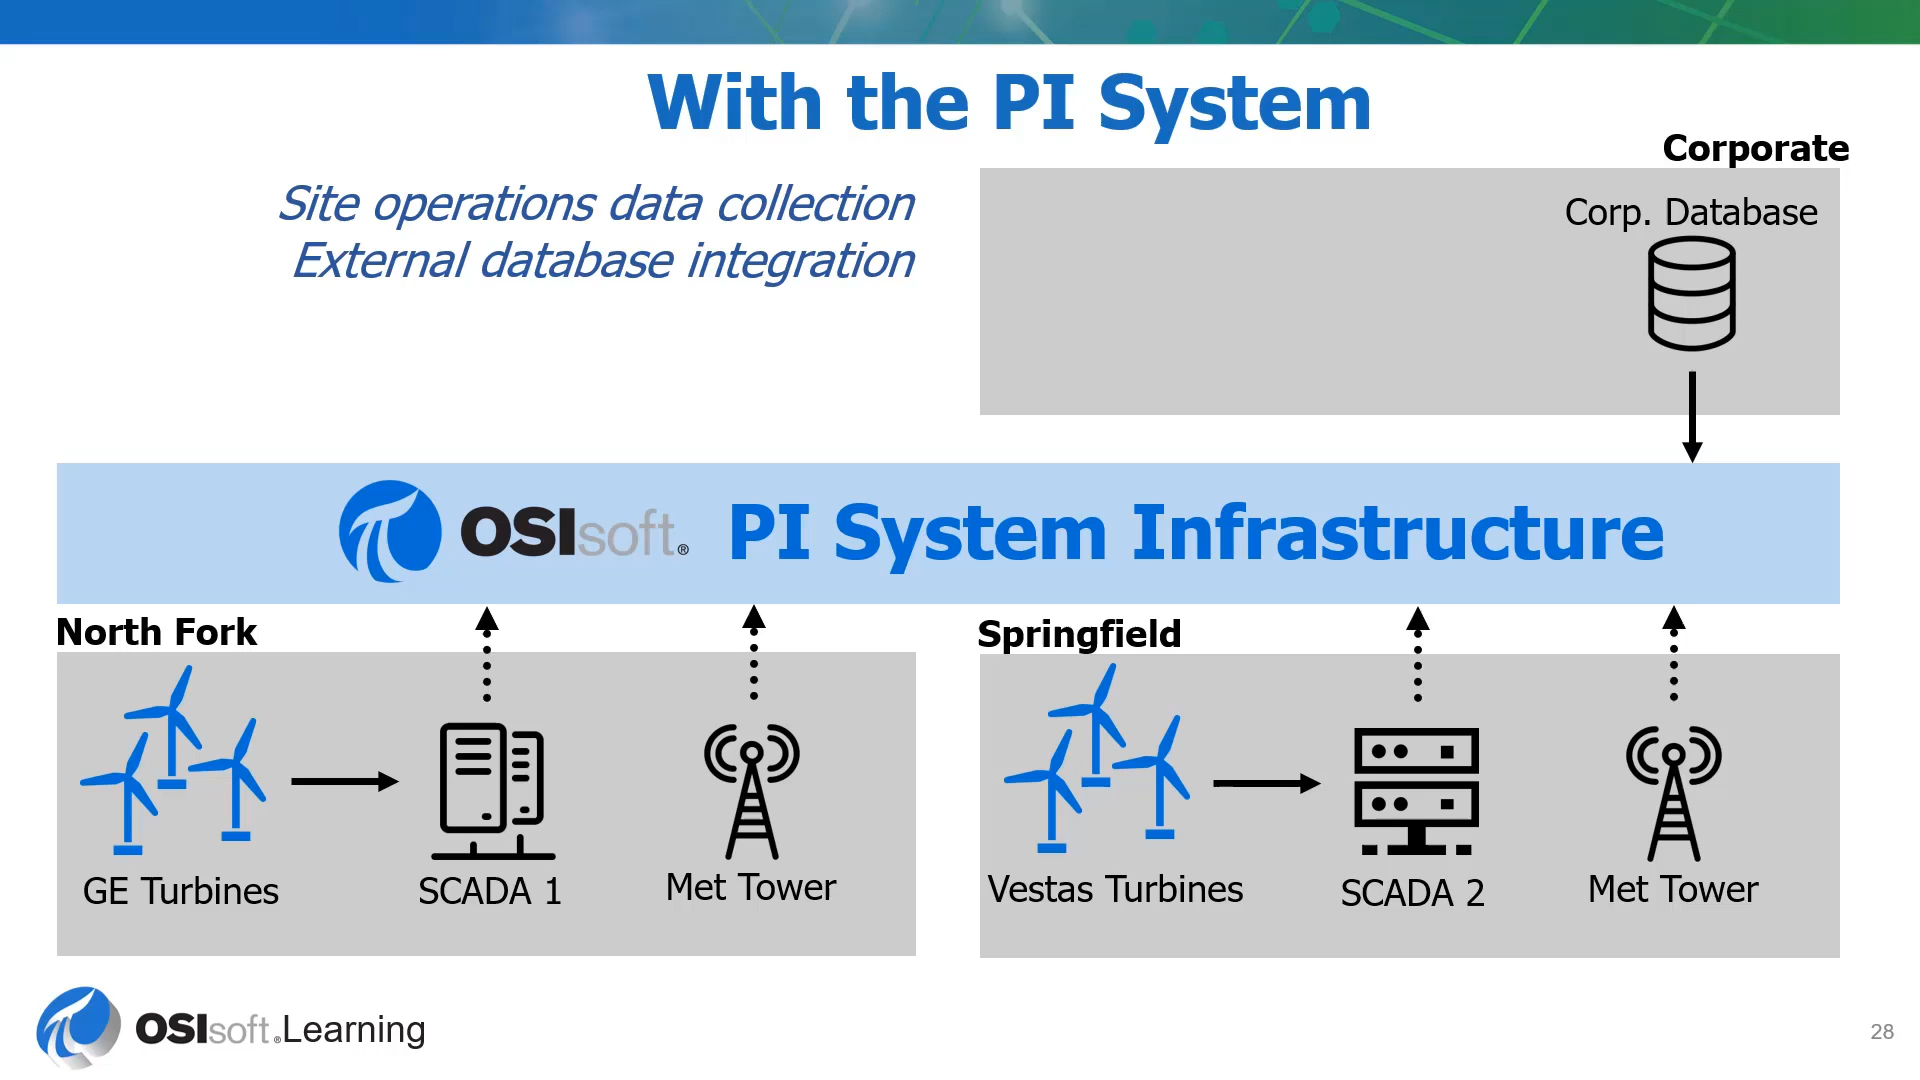 With the PI System
Site operations data collection
External database integration
Corporate
Corp. Database
OSIsoft® PI System Infrastructure
North Fork
GE Turbines
SCADA 1
Met Tower
Springfield
Vestas Turbines
SCADA 2
Met Tower
OSIsoft®Learning
28